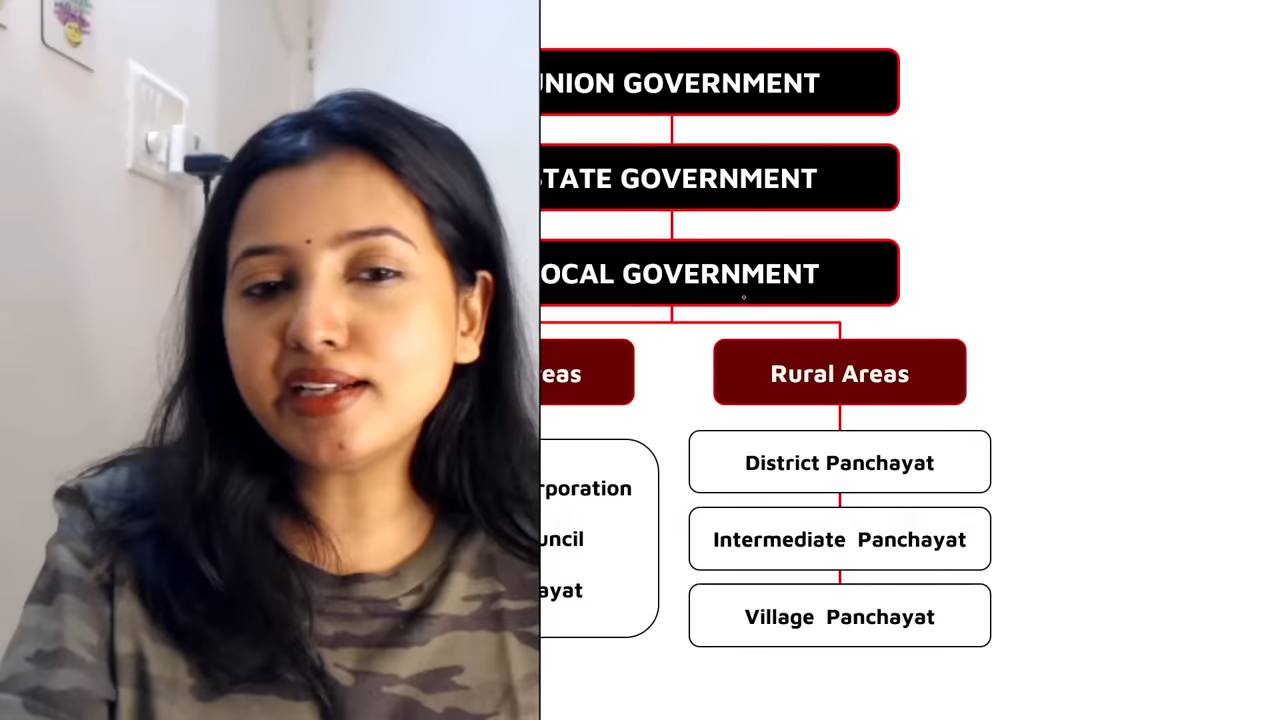 UNION GOVERNMENT
STATE GOVERNMENT
OCAL GOVERNMENT
eas
Rural Areas
rporation
uncil
ayat
District Panchayat
Intermediate Panchayat
Village Panchayat